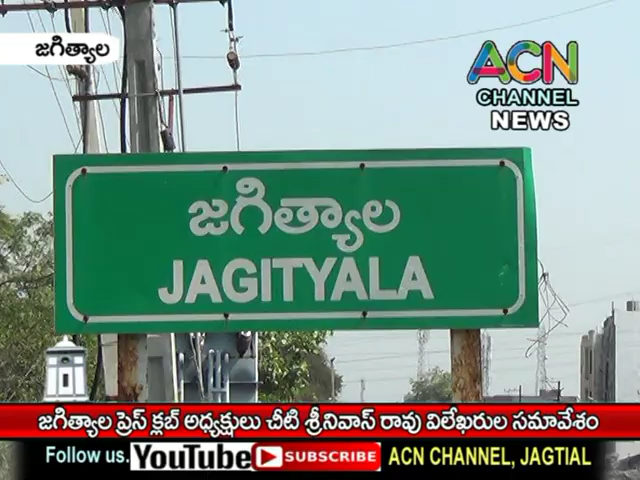 జగిత్యాల
ACN
CHANNEL
NEWS
జగిత్యాల
JAGITYALA
జగిత్యాల ప్రెస్ క్లబ్ అధ్యక్షులు చీటి శ్రీనివాస్ రావు విలేఖరుల సమావేశం
Follow us. YouTube SUBSCRIBE ACN CHANNEL, JAGTIAL